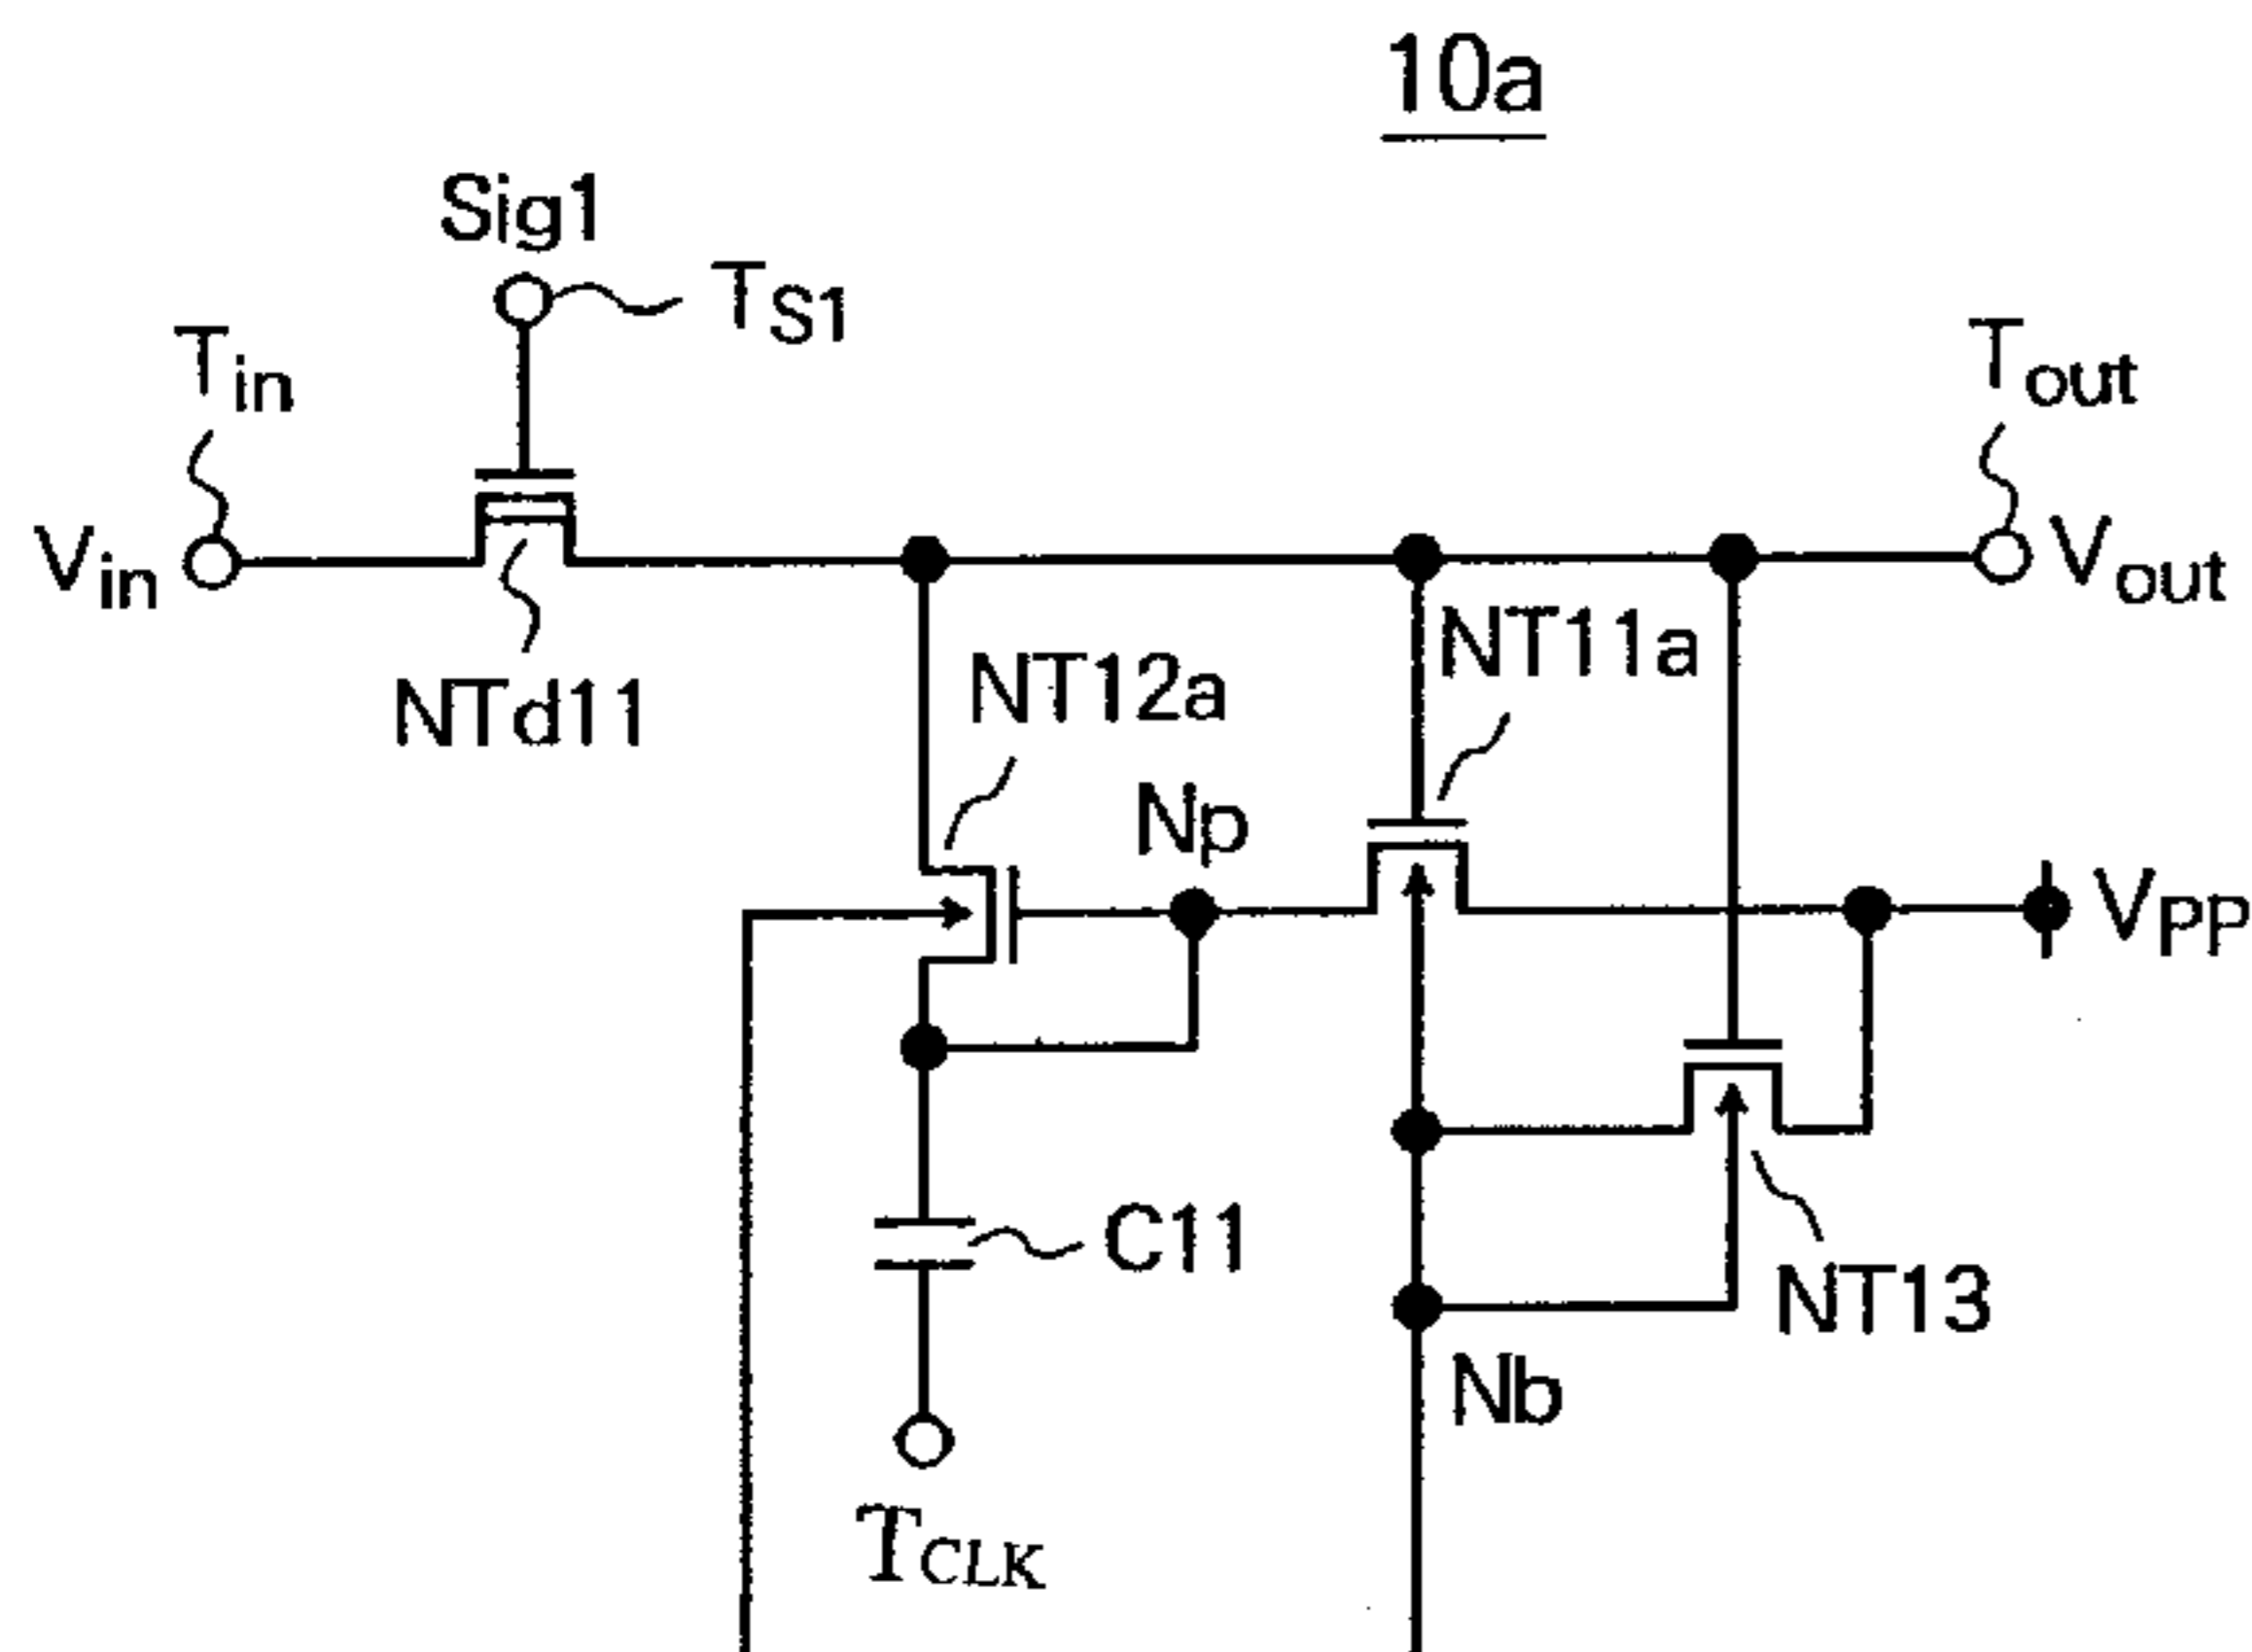 10a
Sig1
TS1
Tin
Tout
Vin
Vout
NTd11
NT12a
NT11a
Np
VPP
C11
NT13
Nb
TCLK